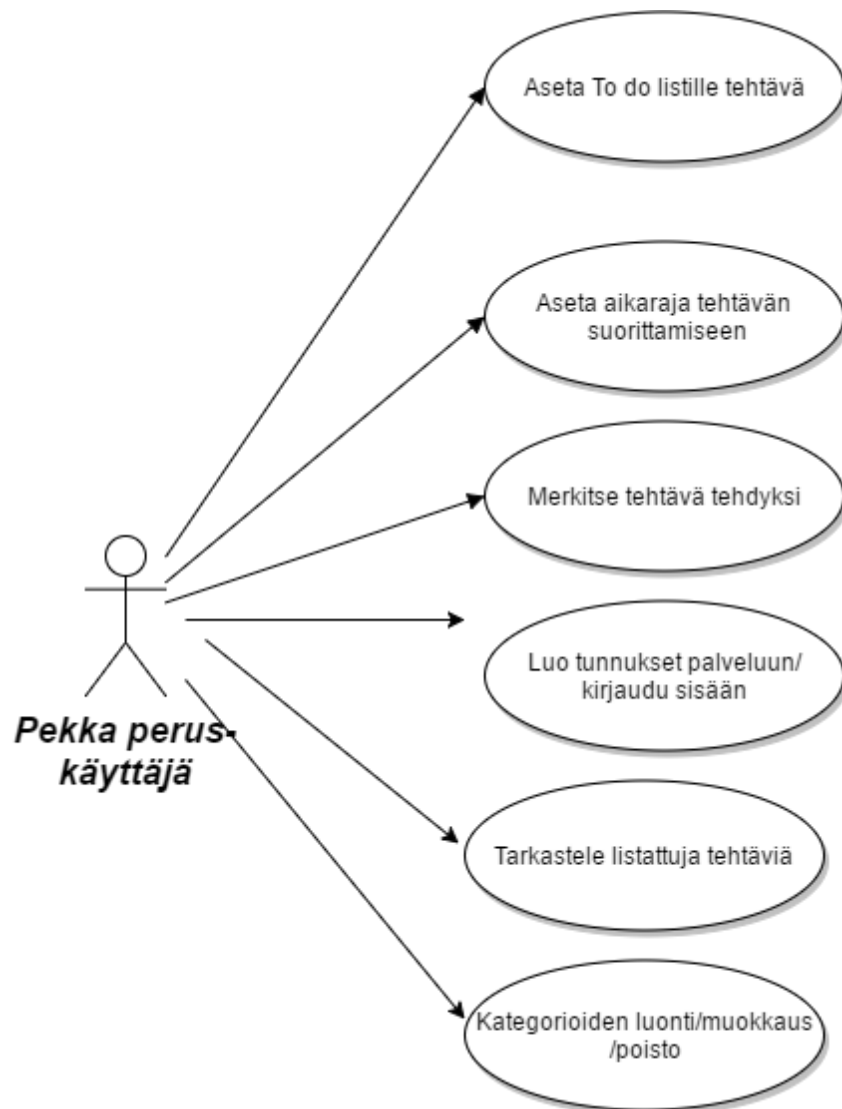 Aseta To do listille tehtävä
Aseta aikaraja tehtävän
suorittamiseen
Merkitse tehtävä tehdyksi
Luo tunnukset palveluun/
kirjaudu sisään
Pekka perus-
käyttäjä
Tarkastele listattuja tehtäviä
Kategorioiden luonti/muokkaus
/poisto